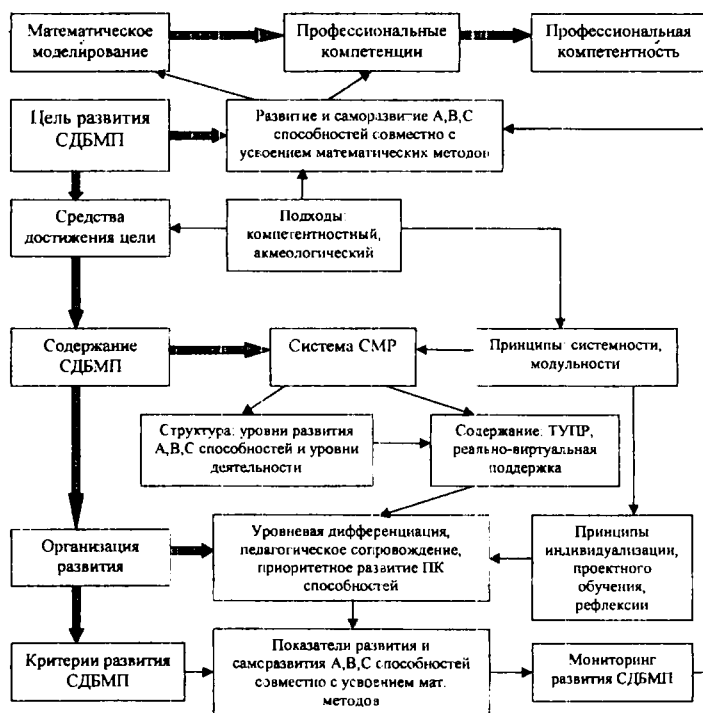 Математическое
моделирование
Профессиональные
компетенции
Профессиональная
компетентность
Цель развития
СДБМП
Развитие и саморазвитие А,В,С
способностей совместно с
усвоением математических методов
Средства
достижения цели
Подходы:
компетентностный,
акмеологический
Содержание
СДБМП
Система СМР
Принципы: системности,
модульности
Структура: уровни развития
А,В,С способностей и уровни
деятельности
Содержание: ТУПР,
реально-виртуальная
поддержка
Организация
развития
Уровневая дифференциация,
педагогическое сопровождение,
приоритетное развитие ПК
способностей
Принципы
индивидуализации,
проектного
обучения,
рефлексии
Критерии развития
СДБМП
Показатели развития и
саморазвития А,В,С способностей
совместно с усвоением мат.
методов
Мониторинг
развития СДБМП